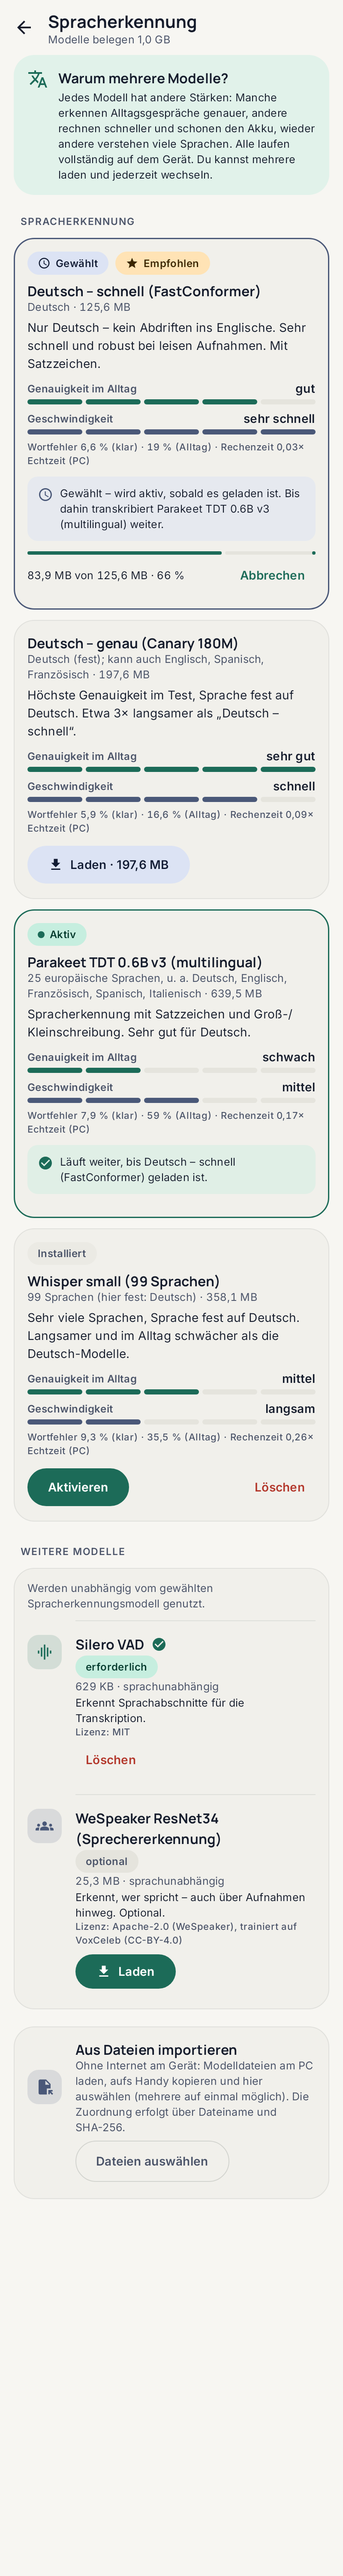 Spracherkennung
Modelle belegen 1,0 GB
Warum mehrere Modelle?
Jedes Modell hat andere Stärken: Manche
erkennen Alltagsgespräche genauer, andere
rechnen schneller und schonen den Akku, wieder
andere verstehen viele Sprachen. Alle laufen
vollständig auf dem Gerät. Du kannst mehrere
laden und jederzeit wechseln.
SPRACHERKENNUNG
Gewählt
Empfohlen
Deutsch – schnell (FastConformer)
Deutsch · 125,6 MB
Nur Deutsch – kein Abdriften ins Englische. Sehr
schnell und robust bei leisen Aufnahmen. Mit
Satzzeichen.
Genauigkeit im Alltag gut
Geschwindigkeit sehr schnell
Wortfehler 6,6 % (klar) · 19 % (Alltag) · Rechenzeit 0,03×
Echtzeit (PC)
Gewählt – wird aktiv, sobald es geladen ist. Bis
dahin transkribiert Parakeet TDT 0.6B v3
(multilingual) weiter.
83,9 MB von 125,6 MB · 66 % Abbrechen
Deutsch – genau (Canary 180M)
Deutsch (fest); kann auch Englisch, Spanisch,
Französisch · 197,6 MB
Höchste Genauigkeit im Test, Sprache fest auf
Deutsch. Etwa 3× langsamer als „Deutsch –
schnell“.
Genauigkeit im Alltag sehr gut
Geschwindigkeit schnell
Wortfehler 5,9 % (klar) · 16,6 % (Alltag) · Rechenzeit 0,09×
Echtzeit (PC)
Laden · 197,6 MB
Aktiv
Parakeet TDT 0.6B v3 (multilingual)
25 europäische Sprachen, u. a. Deutsch, Englisch,
Französisch, Spanisch, Italienisch · 639,5 MB
Spracherkennung mit Satzzeichen und Groß-/
Kleinschreibung. Sehr gut für Deutsch.
Genauigkeit im Alltag schwach
Geschwindigkeit mittel
Wortfehler 7,9 % (klar) · 59 % (Alltag) · Rechenzeit 0,17×
Echtzeit (PC)
Läuft weiter, bis Deutsch – schnell
(FastConformer) geladen ist.
Installiert
Whisper small (99 Sprachen)
99 Sprachen (hier fest: Deutsch) · 358,1 MB
Sehr viele Sprachen, Sprache fest auf Deutsch.
Langsamer und im Alltag schwächer als die
Deutsch-Modelle.
Genauigkeit im Alltag mittel
Geschwindigkeit langsam
Wortfehler 9,3 % (klar) · 35,5 % (Alltag) · Rechenzeit 0,26×
Echtzeit (PC)
Aktivieren Löschen
WEITERE MODELLE
Werden unabhängig vom gewählten
Spracherkennungsmodell genutzt.
Silero VAD
erforderlich
629 KB · sprachunabhängig
Erkennt Sprachabschnitte für die
Transkription.
Lizenz: MIT
Löschen
WeSpeaker ResNet34
(Sprechererkennung)
optional
25,3 MB · sprachunabhängig
Erkennt, wer spricht – auch über Aufnahmen
hinweg. Optional.
Lizenz: Apache-2.0 (WeSpeaker), trainiert auf
VoxCeleb (CC-BY-4.0)
Laden
Aus Dateien importieren
Ohne Internet am Gerät: Modelldateien am PC
laden, aufs Handy kopieren und hier
auswählen (mehrere auf einmal möglich). Die
Zuordnung erfolgt über Dateiname und
SHA-256.
Dateien auswählen